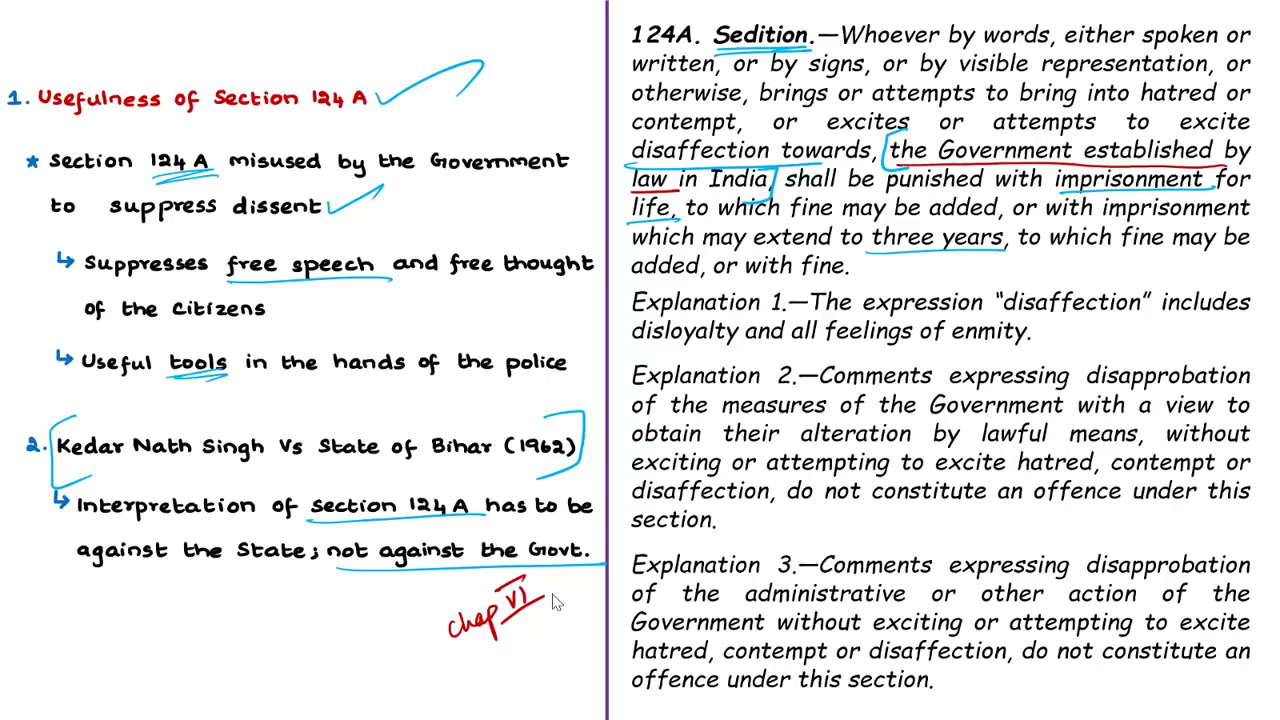 1. Usefulness of Section 124 A
* Section 124 A misused by the Government
to suppress dissent
↳ Suppresses free speech and free thought
of the citizens
↳ Useful tools in the hands of the police
2. Kedar Nath Singh Vs State of Bihar (1962)
↳ Interpretation of section 124 A has to be
against the State; not against the Govt.
Chap VI
124A. Sedition.—Whoever by words, either spoken or
written, or by signs, or by visible representation, or
otherwise, brings or attempts to bring into hatred or
contempt, or excites or attempts to excite
disaffection towards, the Government established by
law in India, shall be punished with imprisonment for
life, to which fine may be added, or with imprisonment
which may extend to three years, to which fine may be
added, or with fine.
Explanation 1.—The expression “disaffection” includes
disloyalty and all feelings of enmity.
Explanation 2.—Comments expressing disapprobation
of the measures of the Government with a view to
obtain their alteration by lawful means, without
exciting or attempting to excite hatred, contempt or
disaffection, do not constitute an offence under this
section.
Explanation 3.—Comments expressing disapprobation
of the administrative or other action of the
Government without exciting or attempting to excite
hatred, contempt or disaffection, do not constitute an
offence under this section.